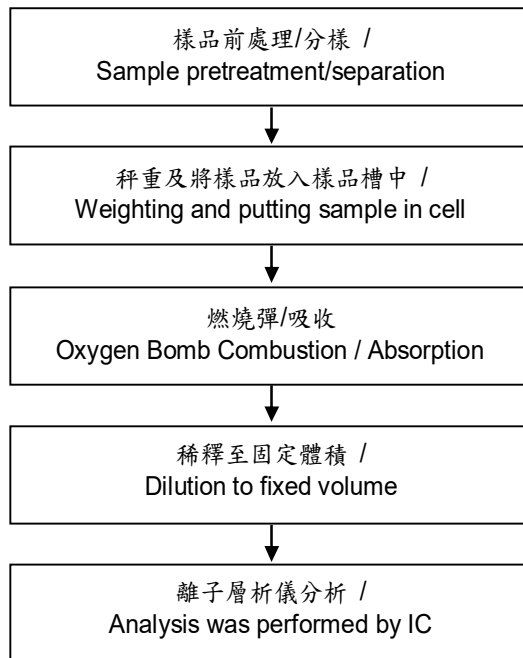 樣品前處理/分樣 /
Sample pretreatment/separation
秤重及將樣品放入樣品槽中 /
Weighting and putting sample in cell
燃燒彈/吸收
Oxygen Bomb Combustion / Absorption
稀釋至固定體積 /
Dilution to fixed volume
離子層析儀分析 /
Analysis was performed by IC